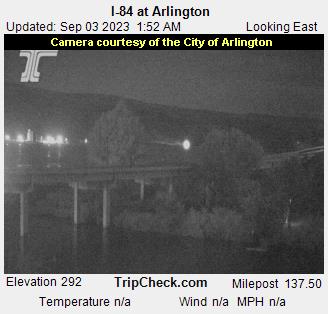 I-84 at Arlington
Updated: Sep 03 2023 1:52 AM Looking East
Camera courtesy of the City of Arlington
Elevation 292 TripCheck.com Milepost 137.50
Temperature n/a Wind n/a MPH n/a